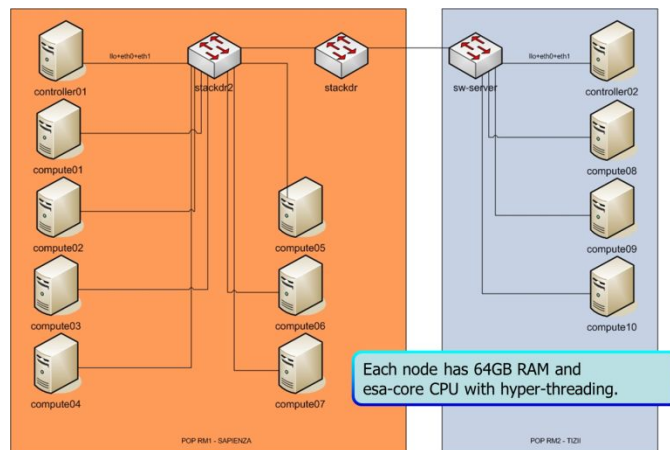 Ilo+eth0+eth1
Ilo+eth0+eth1
controller01
stackdr2
stackdr
sw-server
controller02
compute01
compute08
compute02
compute05
compute09
compute03
compute06
compute10
compute04
compute07
Each node has 64GB RAM and
esa-core CPU with hyper-threading.
POP RM1 - SAPIENZA
POP RM2 - TIZII